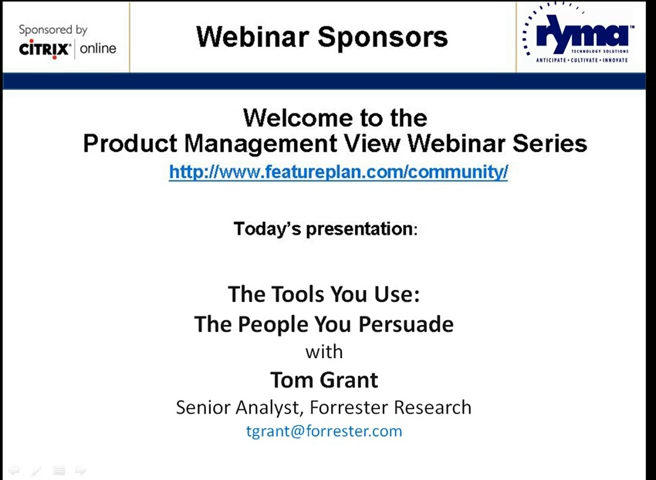 Sponsored by
CITRIX online
Webinar Sponsors
ryma
TECHNOLOGY SOLUTIONS
ANTICIPATE • CULTIVATE • INNOVATE
Welcome to the
Product Management View Webinar Series
http://www.featureplan.com/community/
Today's presentation:
The Tools You Use:
The People You Persuade
with
Tom Grant
Senior Analyst, Forrester Research
tgrant@forrester.com